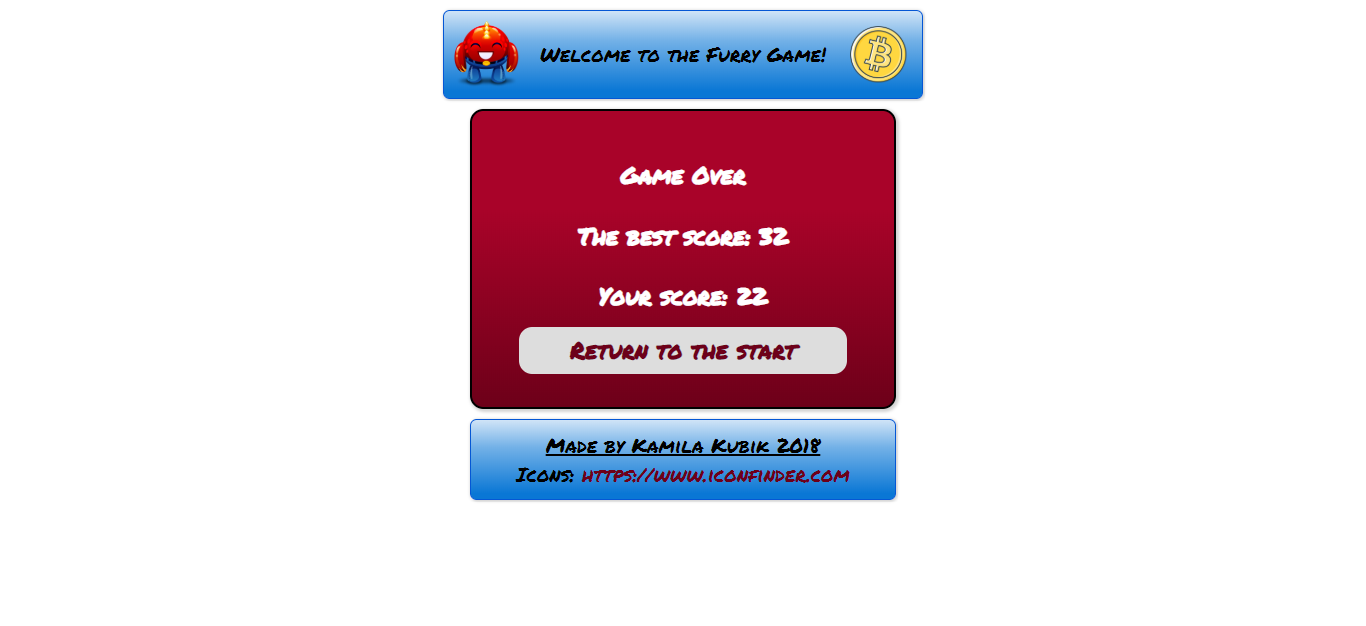 Welcome to the Furry Game!
Game Over
The best score: 32
Your score: 22
Return to the start
Made by Kamila Kubik 2018
Icons: https://www.iconfinder.com